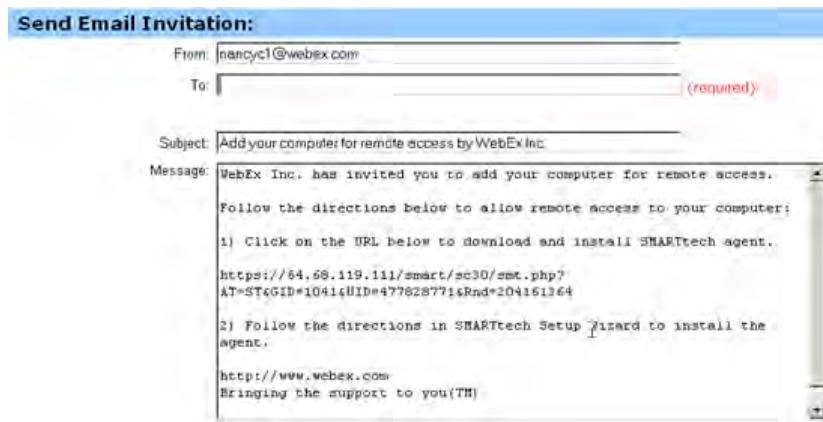 Send Email Invitation:
From: nancyc1@webex.com
To: (required)
Subject: Add your computer for remote access by WebEx Inc.
Message: WebEx Inc. has invited you to add your computer for remote access.
Follow the directions below to allow remote access to your computer:
1) Click on the URL below to download and install SMARTtech agent.
https://64.68.119.111/smart/sc30/smt.php?
AT=ST&GID=1041&UID=477828771&Rnd=204161364
2) Follow the directions in SMARTtech Setup Wizard to install the
agent.
http://www.webex.com
Bringing the support to you(TM)